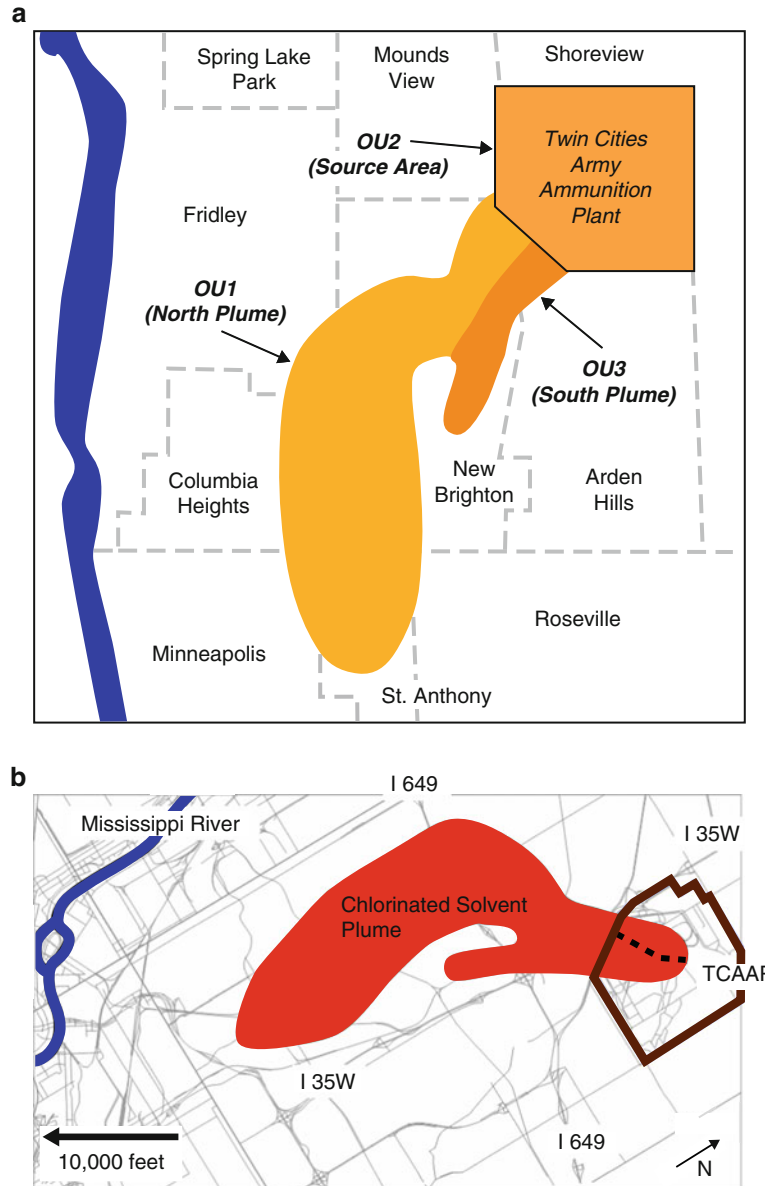 a
Spring Lake
Park
Mounds
View
Shoreview
OU2
(Source Area)
Twin Cities
Army
Ammunition
Plant
Fridley
OU1
(North Plume)
OU3
(South Plume)
Columbia
Heights
New
Brighton
Arden
Hills
Minneapolis
Roseville
St. Anthony
b
I 649
Mississippi River
I 35W
Chlorinated Solvent
Plume
TCAAP
I 35W
I 649
10,000 feet
N